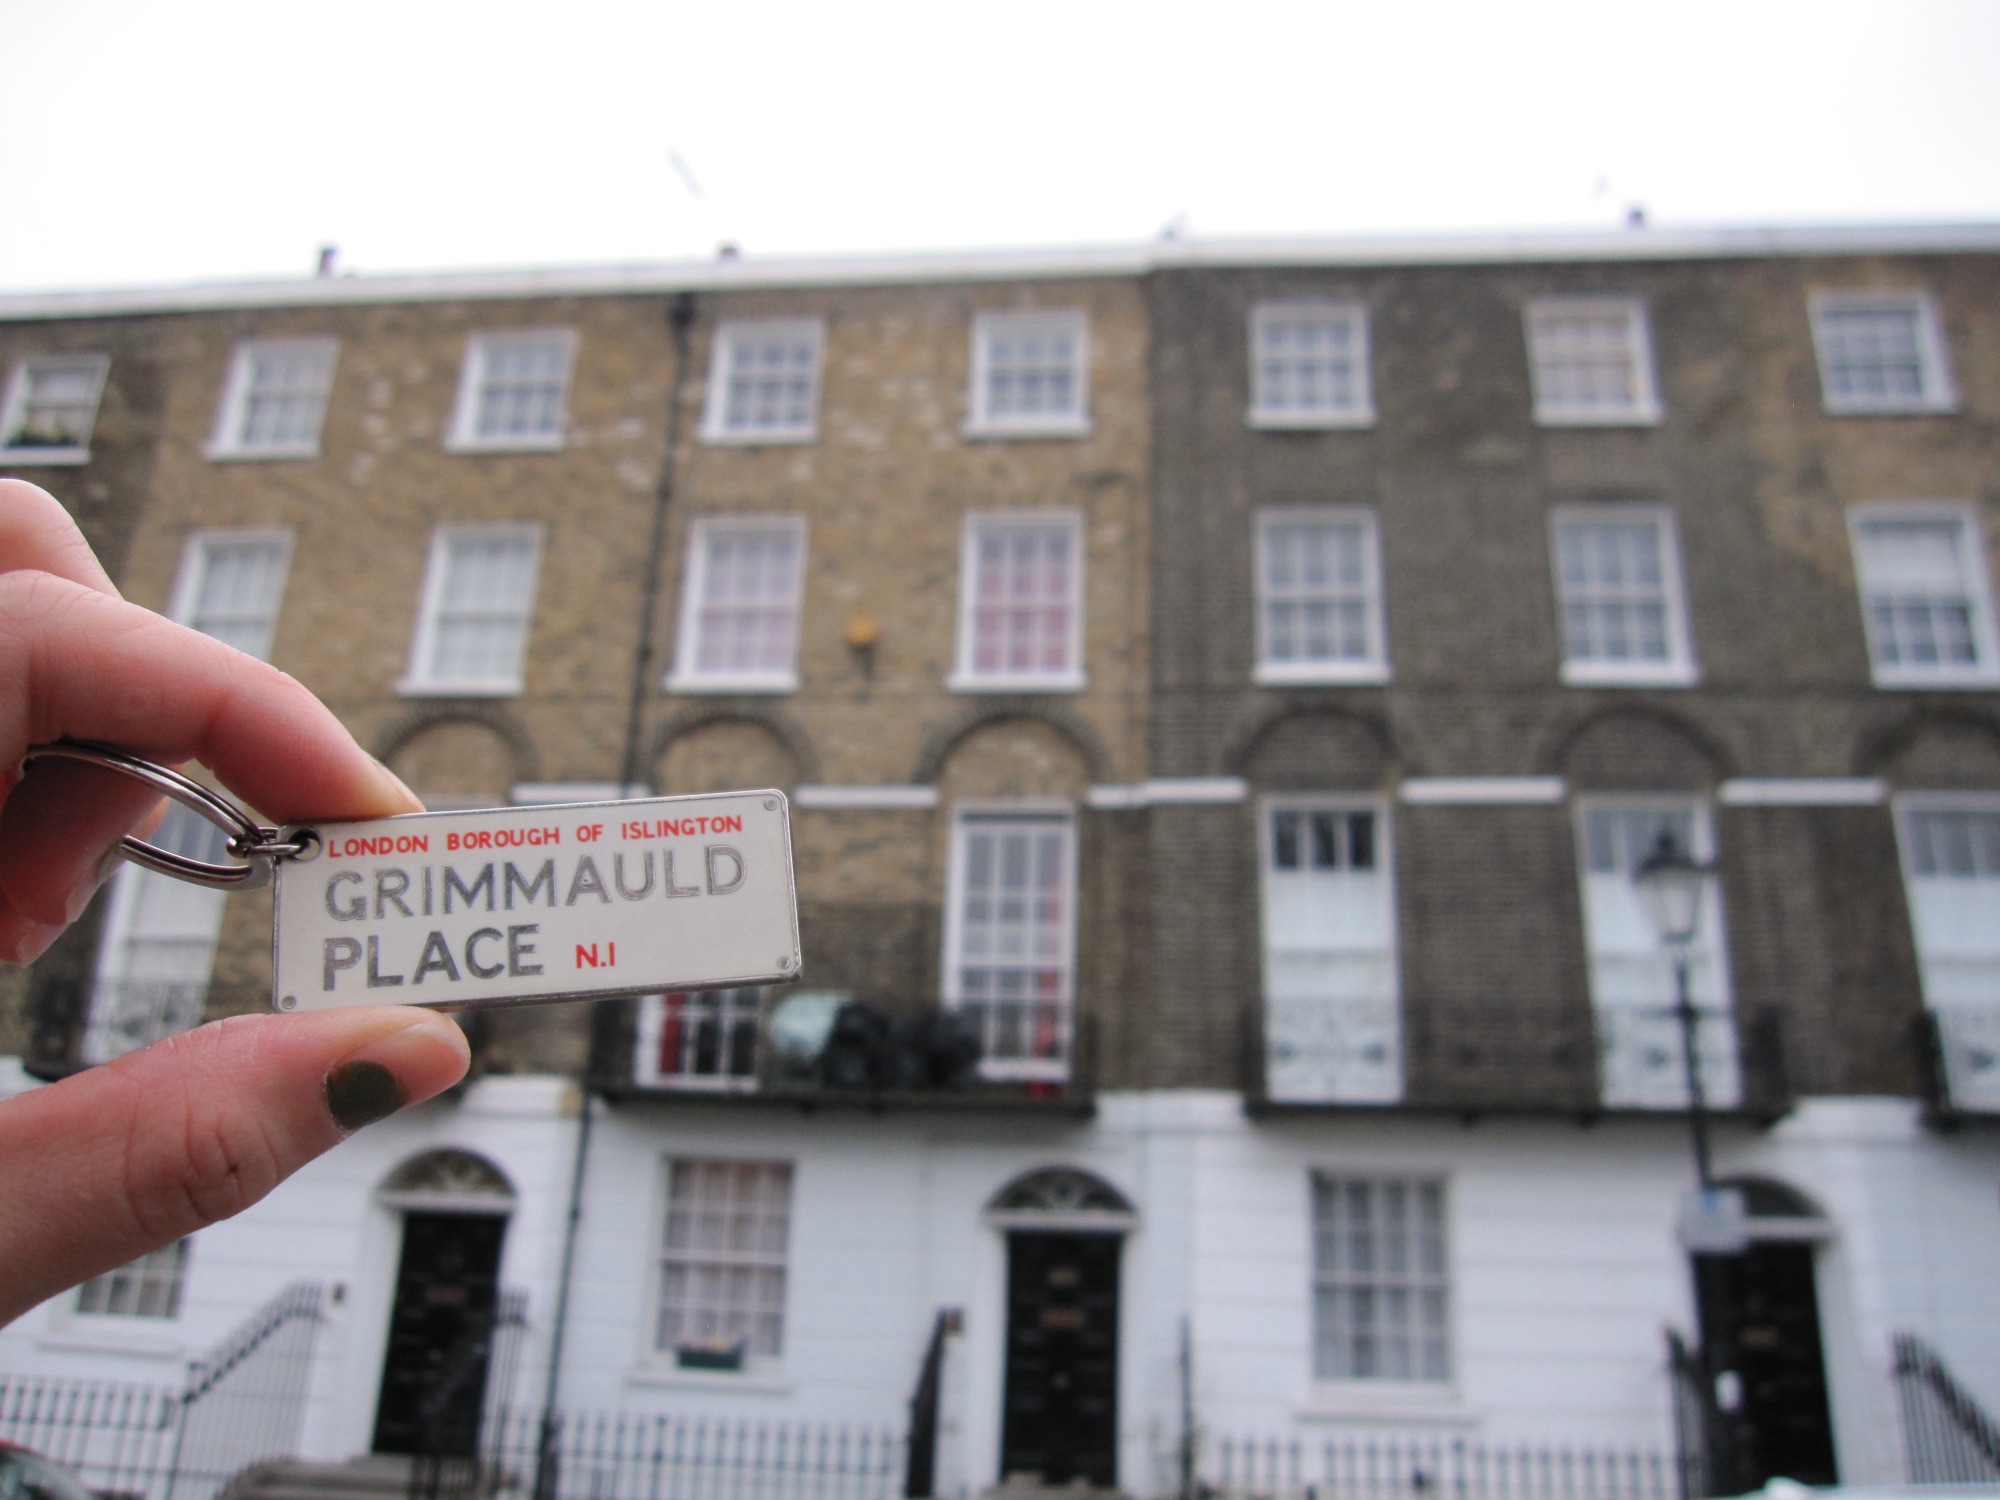 LONDON BOROUGH OF ISLINGTON
GRIMMAULD
PLACE N.1